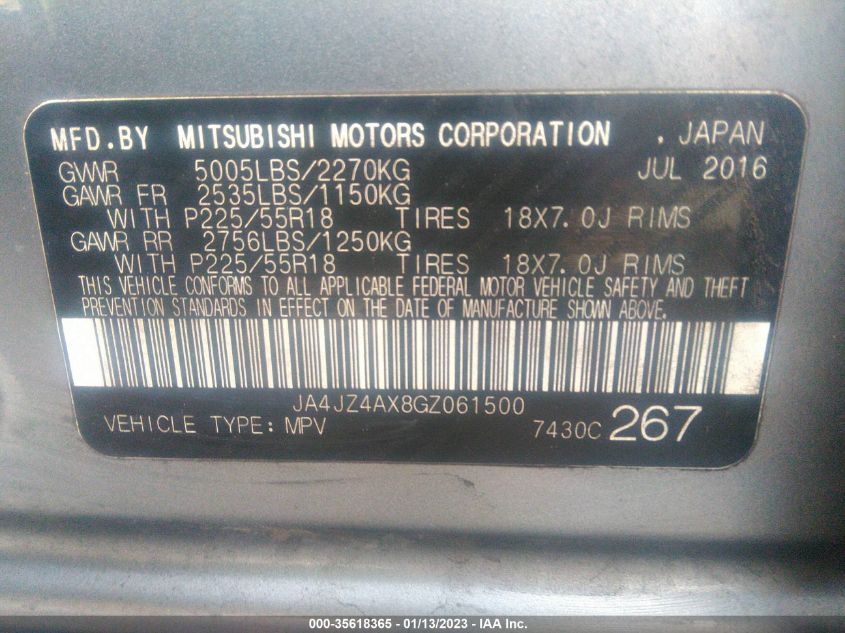 MFD.BY MITSUBISHI MOTORS CORPORATION . JAPAN
GVWR 5005LBS/2270KG JUL 2016
GAWR FR 2535LBS/1150KG
WITH P225/55R18 TIRES 18X7.0J RIMS
GAWR RR 2756LBS/1250KG
WITH P225/55R18 TIRES 18X7.0J RIMS
THIS VEHICLE CONFORMS TO ALL APPLICABLE FEDERAL MOTOR VEHICLE SAFETY AND THEFT
PREVENTION STANDARDS IN EFFECT ON THE DATE OF MANUFACTURE SHOWN ABOVE.
JA4JZ4AX8GZ061500
VEHICLE TYPE:MPV 7430C 267
000-35618365 - 01/13/2023 - IAA Inc.